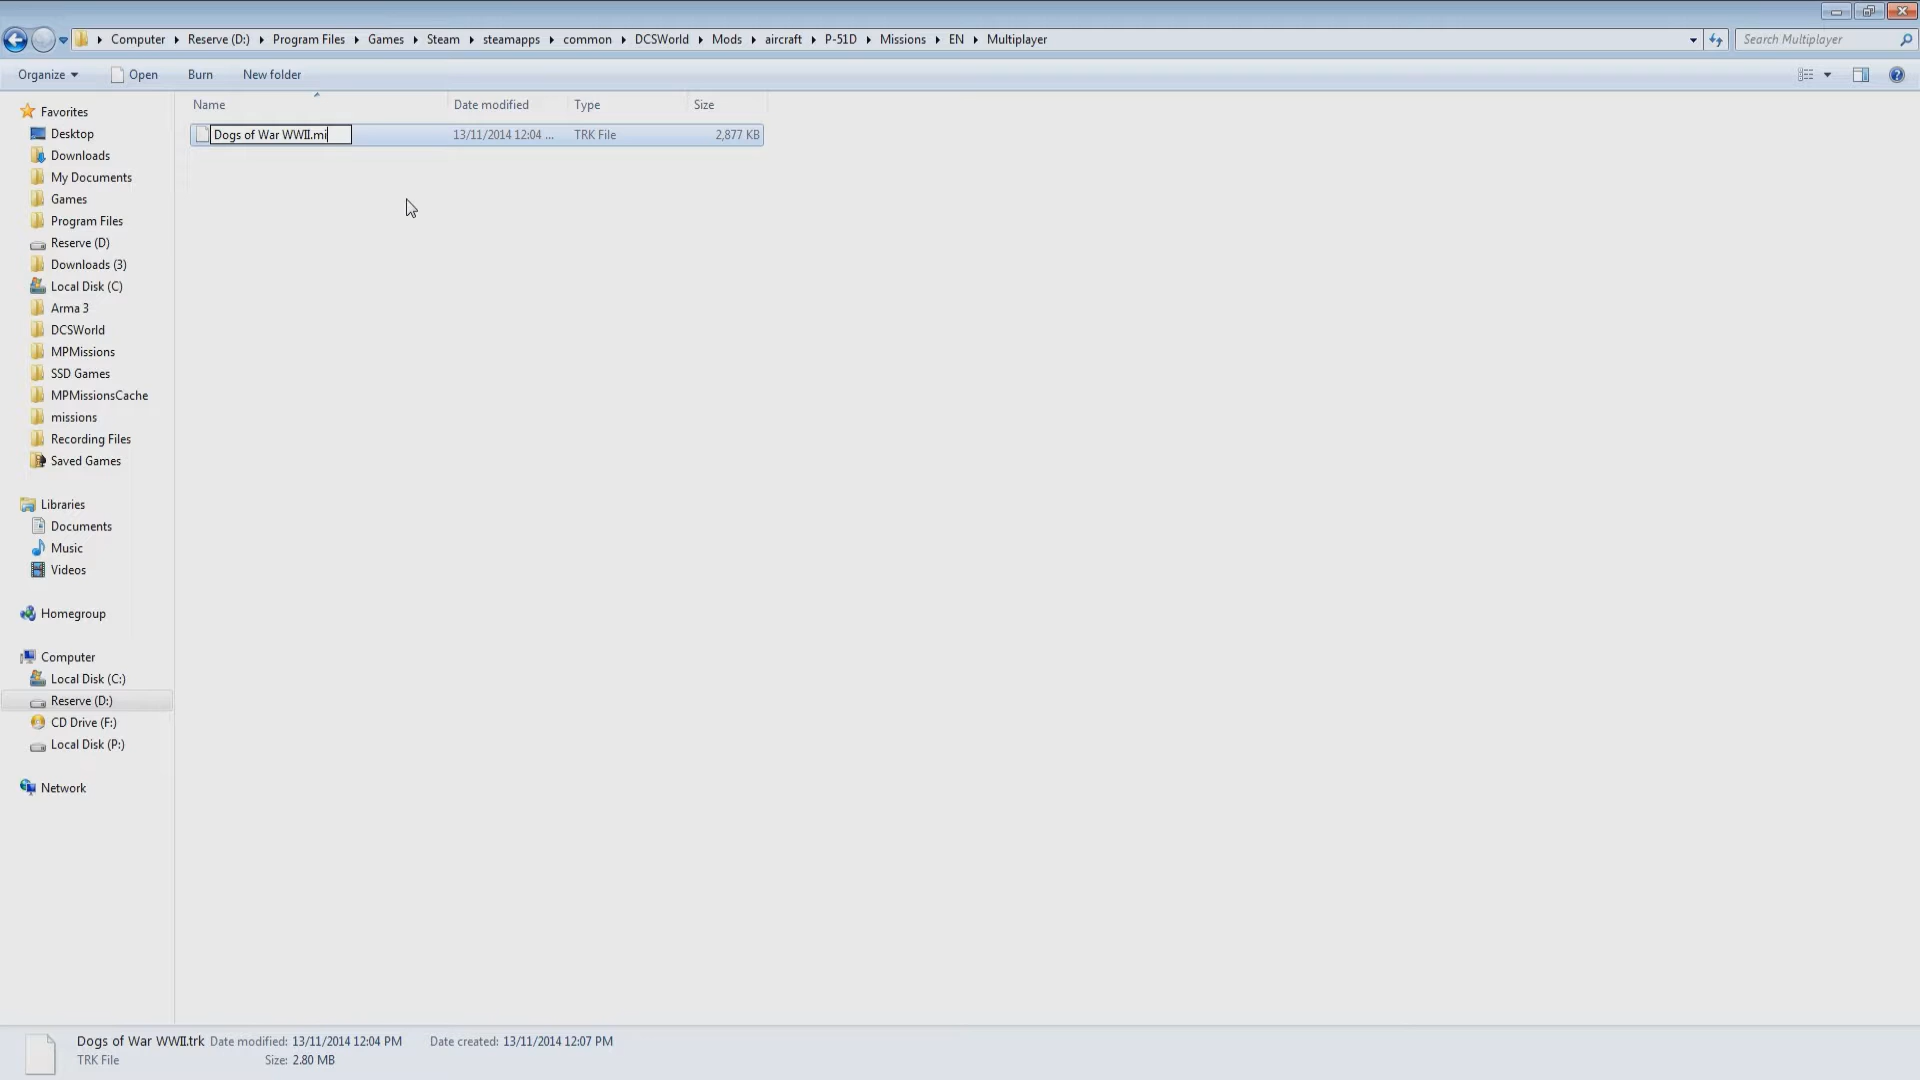 Computer Reserve (D:) Program Files Games Steam steamapps common DCSWorld Mods aircraft P-51D Missions EN Multiplayer Search Multiplayer
Organize Open Burn New folder
Name Date modified Type Size
Dogs of War WWII.mi 13/11/2014 12:04 ... TRK File 2,877 KB
Favorites
Desktop
Downloads
My Documents
Games
Program Files
Reserve (D)
Downloads (3)
Local Disk (C)
Arma 3
DCSWorld
MPMissions
SSD Games
MPMissionsCache
missions
Recording Files
Saved Games
Libraries
Documents
Music
Videos
Homegroup
Computer
Local Disk (C:)
Reserve (D:)
CD Drive (F:)
Local Disk (P:)
Network
Dogs of War WWII.trk Date modified: 13/11/2014 12:04 PM Date created: 13/11/2014 12:07 PM
TRK File Size: 2.80 MB